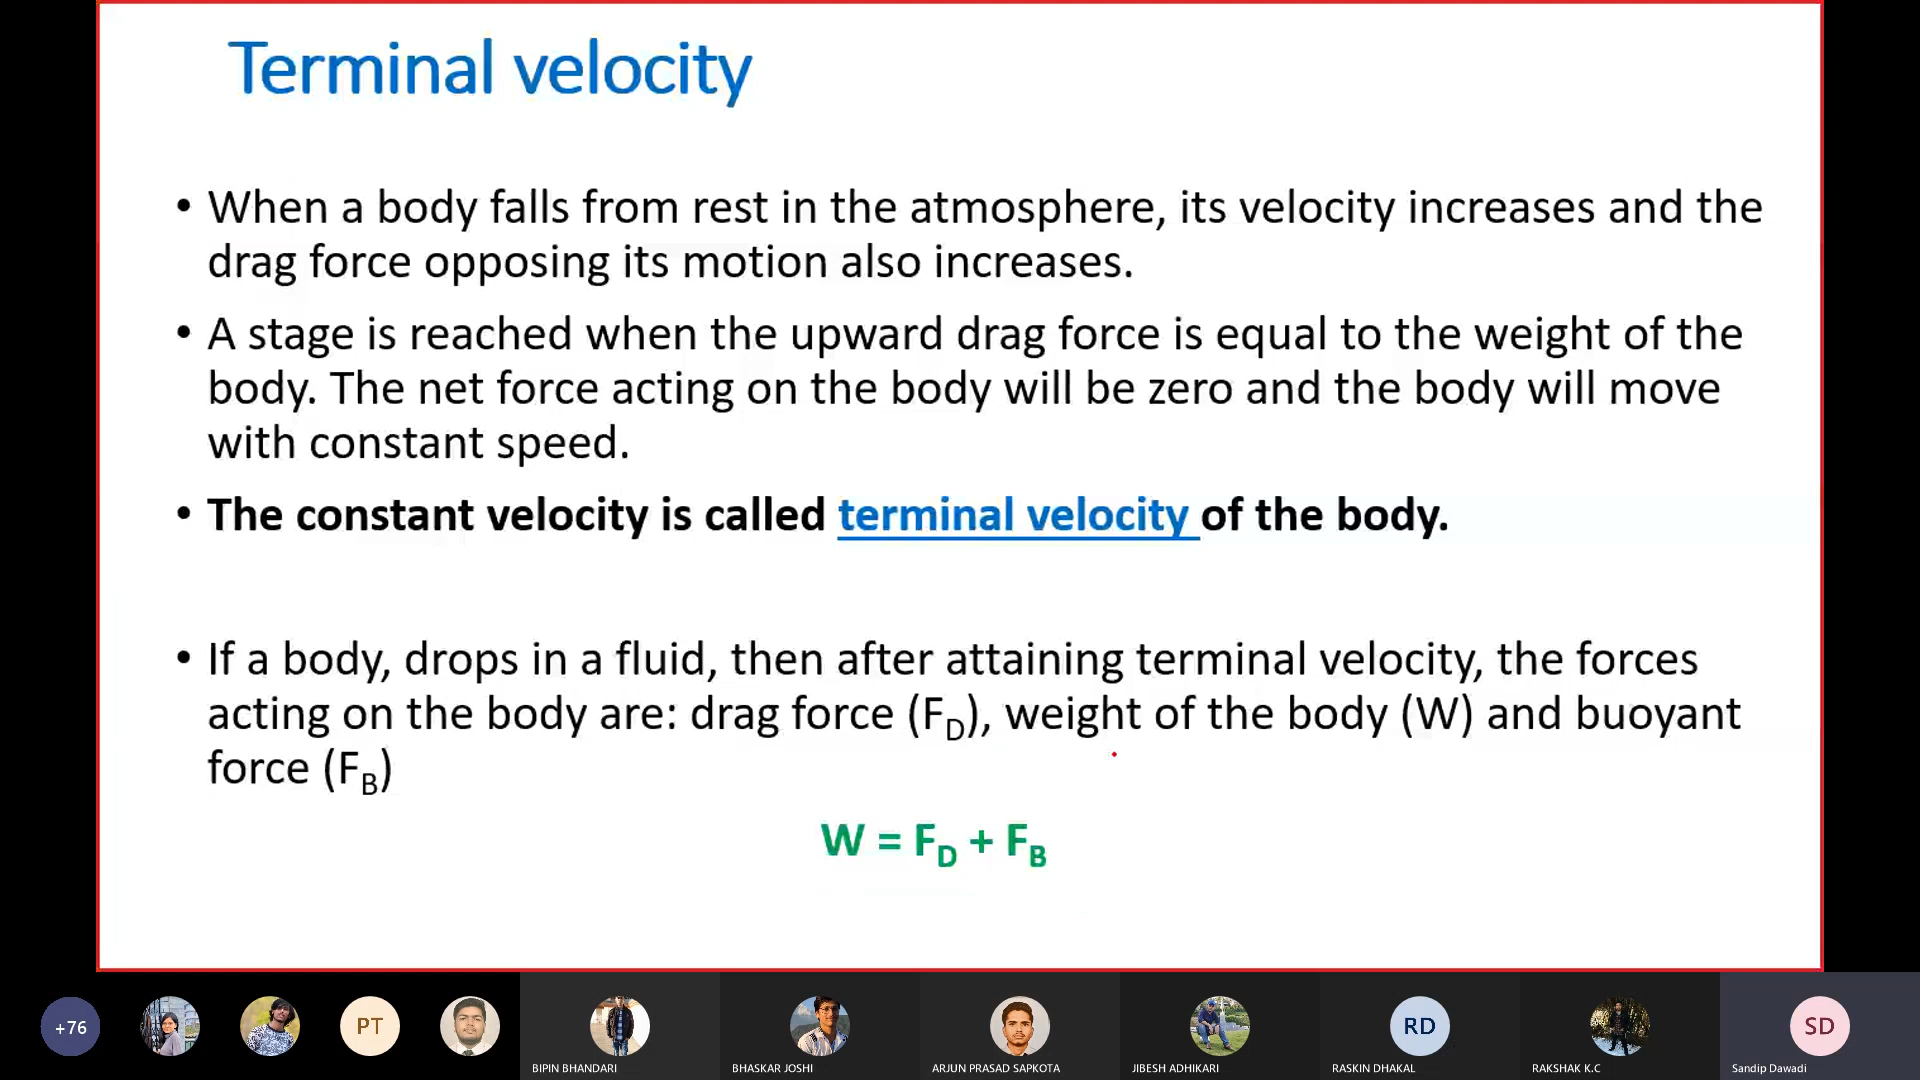 Terminal velocity
• When a body falls from rest in the atmosphere, its velocity increases and the
drag force opposing its motion also increases.
• A stage is reached when the upward drag force is equal to the weight of the
body. The net force acting on the body will be zero and the body will move
with constant speed.
• The constant velocity is called terminal velocity of the body.
• If a body, drops in a fluid, then after attaining terminal velocity, the forces
acting on the body are: drag force (F_D), weight of the body (W) and buoyant
force (F_B)
W = F_D + F_B
+76
PT
RD
SD
BIPIN BHANDARI
BHASKAR JOSHI
ARJUN PRASAD SAPKOTA
JIBESH ADHIKARI
RASKIN DHAKAL
RAKSHAK K.C
Sandip Dawadi